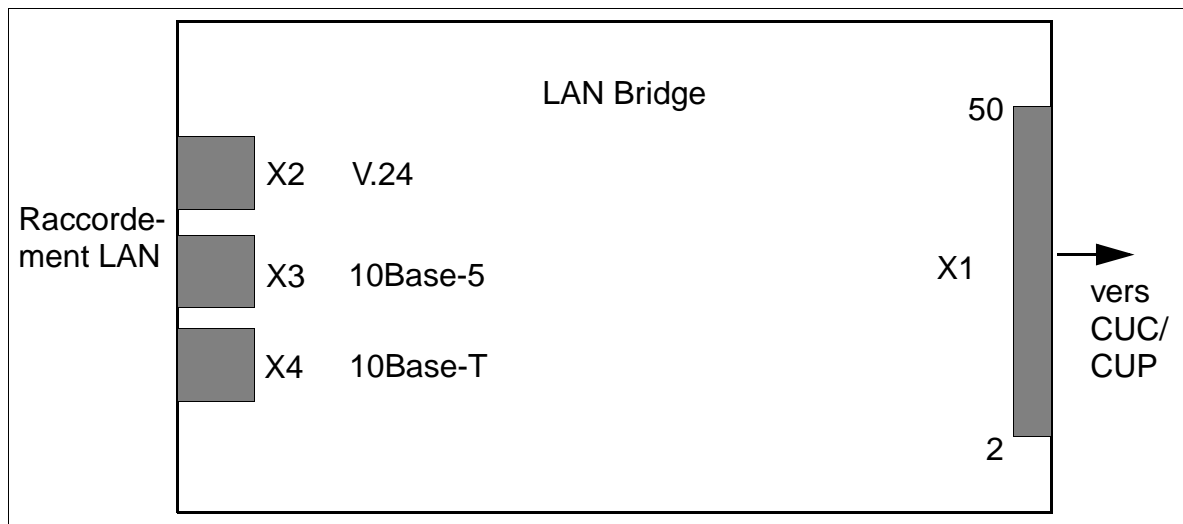 LAN Bridge
50
X2 V.24
Raccorde-
ment LAN
X3 10Base-5
X1
vers
CUC/
CUP
X4 10Base-T
2